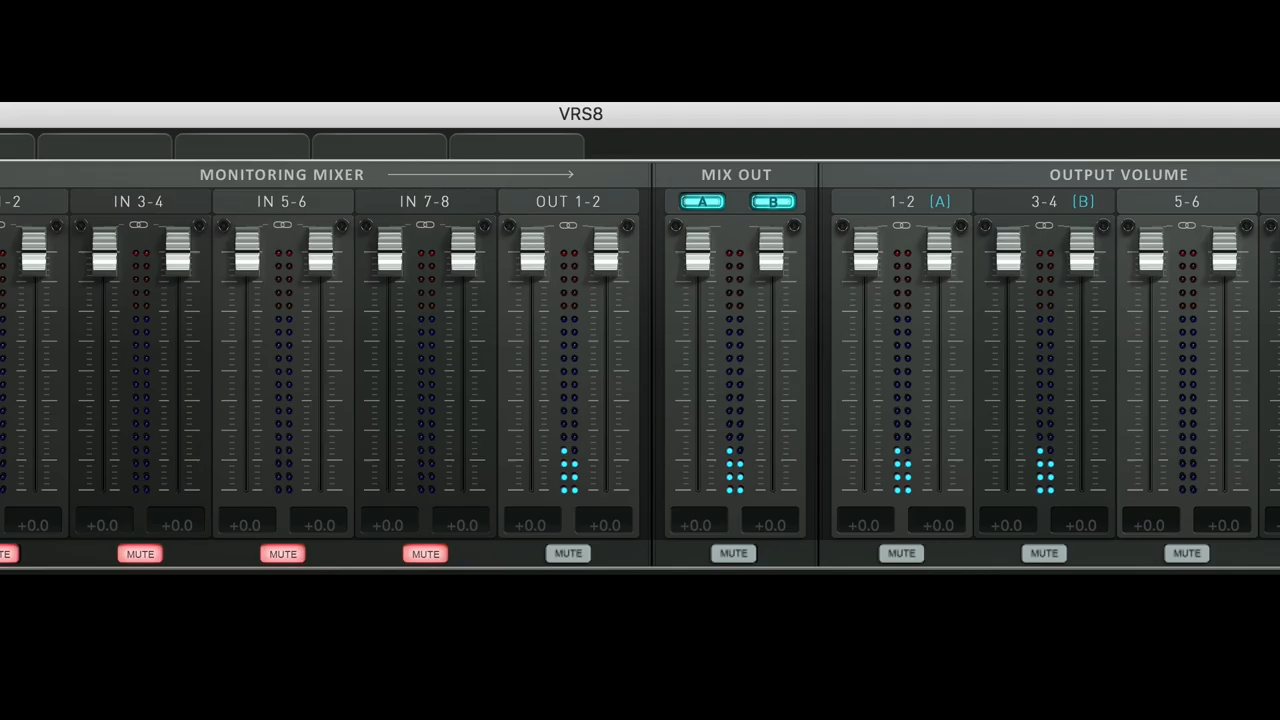 VRS8
MONITORING MIXER MIX OUT OUTPUT VOLUME
-2 IN 3-4 IN 5-6 IN 7-8 OUT 1-2 A B 1-2 [A] 3-4 [B] 5-6
+0.0 +0.0 +0.0 +0.0 +0.0 +0.0 +0.0 +0.0 +0.0 +0.0 +0.0 +0.0 +0.0 +0.0 +0.0 +0.0 +0.0
TE MUTE MUTE MUTE MUTE MUTE MUTE MUTE MUTE